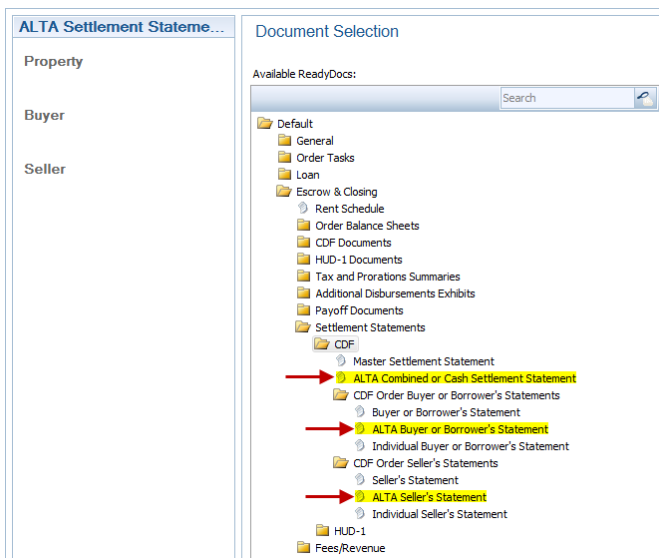 ALTA Settlement Stateme...
Property
Buyer
Seller
Document Selection
Available ReadyDocs:
Search
Default
General
Order Tasks
Loan
Escrow & Closing
Rent Schedule
Order Balance Sheets
CDF Documents
HUD-1 Documents
Tax and Prorations Summaries
Additional Disbursements Exhibits
Payoff Documents
Settlement Statements
CDF
Master Settlement Statement
ALTA Combined or Cash Settlement Statement
CDF Order Buyer or Borrower's Statements
Buyer or Borrower's Statement
ALTA Buyer or Borrower's Statement
Individual Buyer or Borrower's Statement
CDF Order Seller's Statements
Seller's Statement
ALTA Seller's Statement
Individual Seller's Statement
HUD-1
Fees/Revenue